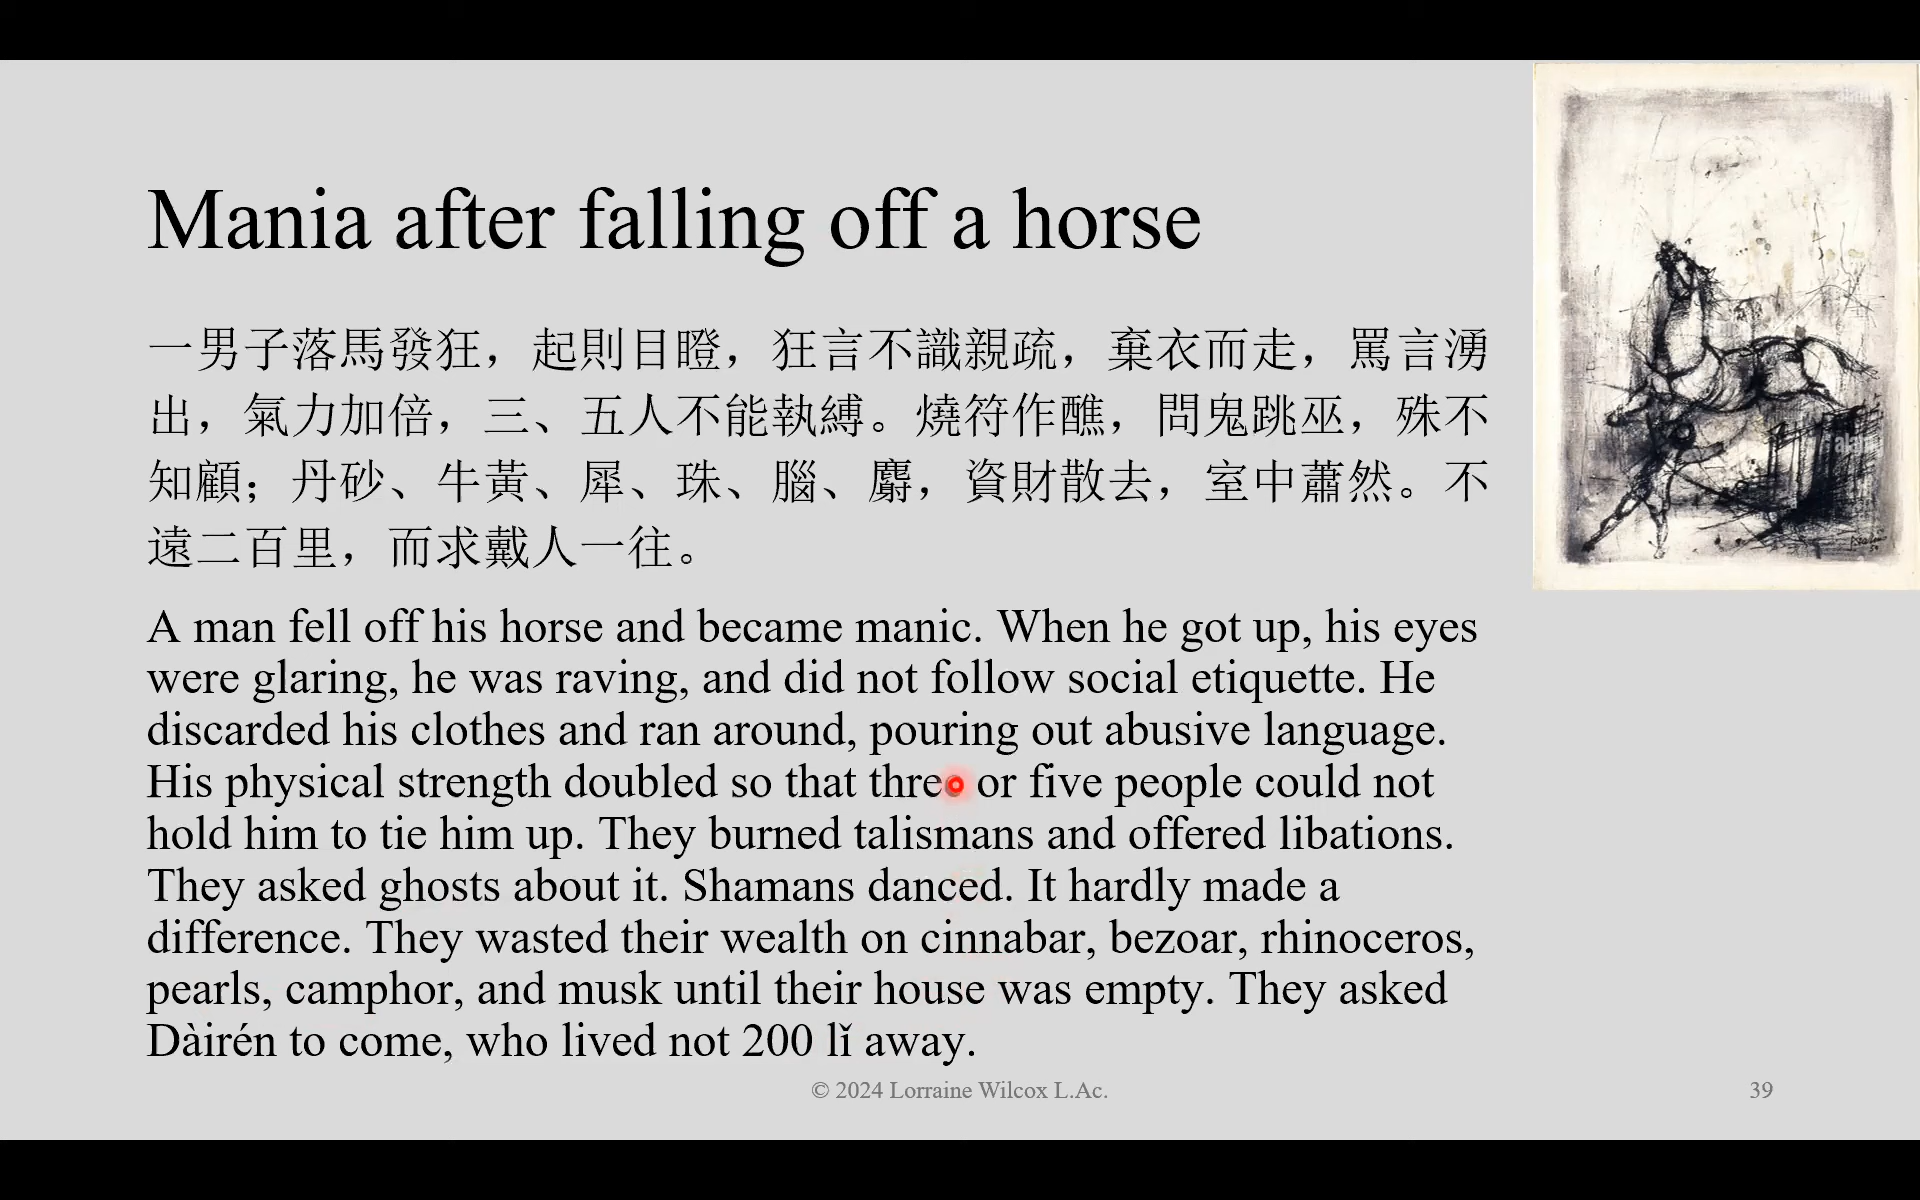 Mania after falling off a horse
一男子落馬發狂，起則目瞪，狂言不識親疏，棄衣而走，罵言湧
出，氣力加倍，三、五人不能執縛。燒符作醮，問鬼跳巫，殊不
知顧；丹砂、牛黃、犀、珠、腦、麝，資財散去，室中蕭然。不
遠二百里，而求戴人一往。
A man fell off his horse and became manic. When he got up, his eyes
were glaring, he was raving, and did not follow social etiquette. He
discarded his clothes and ran around, pouring out abusive language.
His physical strength doubled so that three or five people could not
hold him to tie him up. They burned talismans and offered libations.
They asked ghosts about it. Shamans danced. It hardly made a
difference. They wasted their wealth on cinnabar, bezoar, rhinoceros,
pearls, camphor, and musk until their house was empty. They asked
Dàirén to come, who lived not 200 lǐ away.
© 2024 Lorraine Wilcox L.Ac.
39